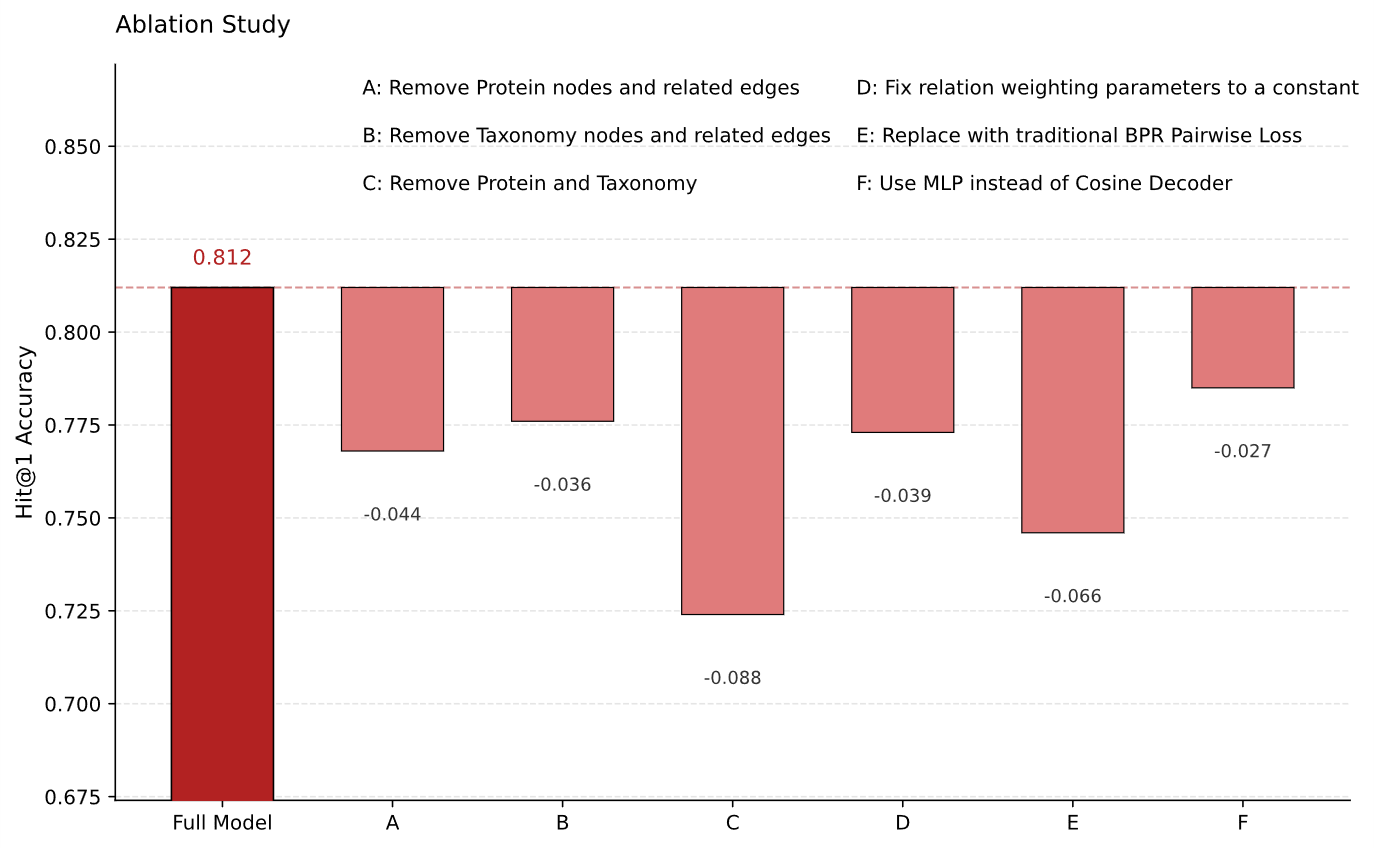 Ablation Study
A: Remove Protein nodes and related edges
B: Remove Taxonomy nodes and related edges
C: Remove Protein and Taxonomy
D: Fix relation weighting parameters to a constant
E: Replace with traditional BPR Pairwise Loss
F: Use MLP instead of Cosine Decoder
Hit@1 Accuracy
0.850
0.825
0.800
0.775
0.750
0.725
0.700
0.675
0.812
-0.044
-0.036
-0.088
-0.039
-0.066
-0.027
Full Model
A
B
C
D
E
F